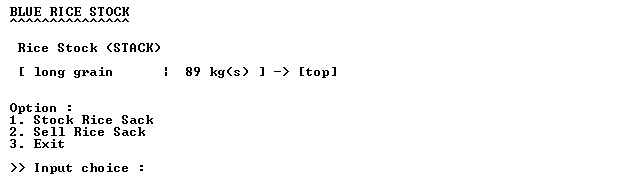 BLUE RICE STOCK
^^^^^^^^^^^^^^^
Rice Stock (STACK)
[ long grain      ¦  89 kg(s) ] -> [top]
Option :
1. Stock Rice Sack
2. Sell Rice Sack
3. Exit
>> Input choice :